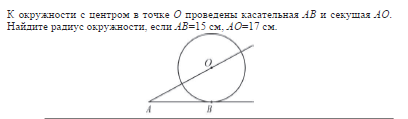 К окружности с центром в точке O проведены касательная AB и секущая AO.
Найдите радиус окружности, если AB=15 см, AO=17 см.
O
A
B